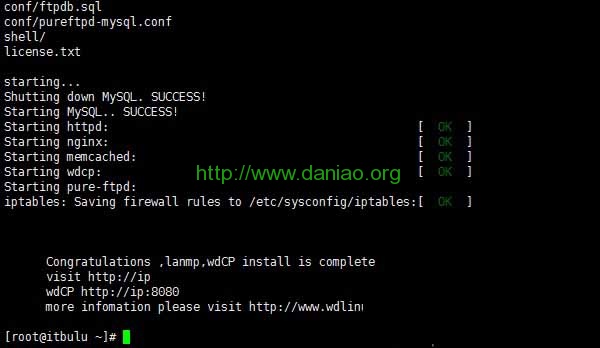 conf/ftpdb.sql
conf/pureftpd-mysql.conf
shell/
license.txt
starting...
Shutting down MySQL. SUCCESS!
Starting MySQL.. SUCCESS!
Starting httpd: [ OK ]
Starting nginx: [ OK ]
Starting memcached: [ OK ]
Starting wdcp: [ OK ]
http://www.daniao.org
Starting pure-ftpd:
iptables: Saving firewall rules to /etc/sysconfig/iptables:[ OK ]
Congratulations ,lanmp,wdCP install is complete
visit http://ip
wdCP http://ip:8080
more infomation please visit http://www.wdlinu
[root@itbulu ~]#